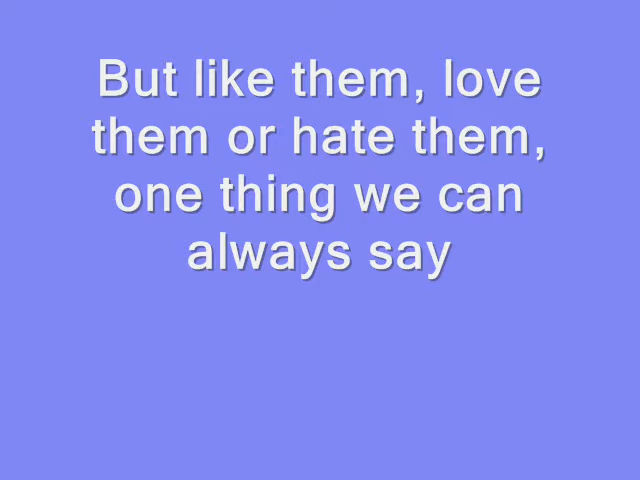 But like them, love
them or hate them,
one thing we can
always say